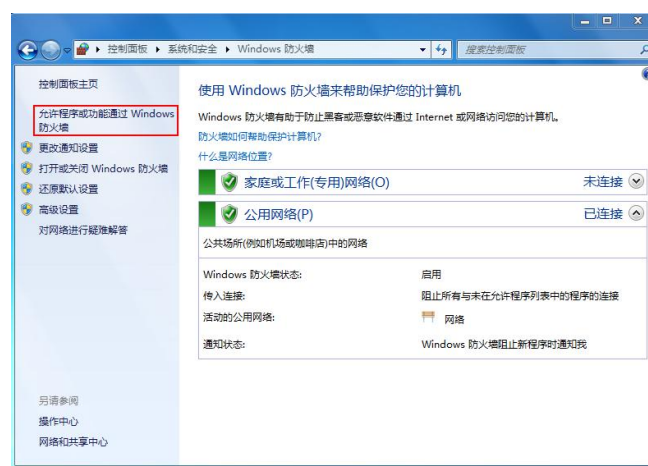 控制面板 ▸ 系统和安全 ▸ Windows 防火墙
搜索控制面板
控制面板主页
允许程序或功能通过 Windows
防火墙
更改通知设置
打开或关闭 Windows 防火墙
还原默认设置
高级设置
对网络进行疑难解答
另请参阅
操作中心
网络和共享中心
使用 Windows 防火墙来帮助保护您的计算机
Windows 防火墙有助于防止黑客或恶意软件通过 Internet 或网络访问您的计算机。
防火墙如何帮助保护计算机?
什么是网络位置?
家庭或工作(专用)网络(O) 未连接
公用网络(P) 已连接
公共场所(例如机场或咖啡店)中的网络
Windows 防火墙状态: 启用
传入连接: 阻止所有与未在允许程序列表中的程序的连接
活动的公用网络: 网络
通知状态: Windows 防火墙阻止新程序时通知我